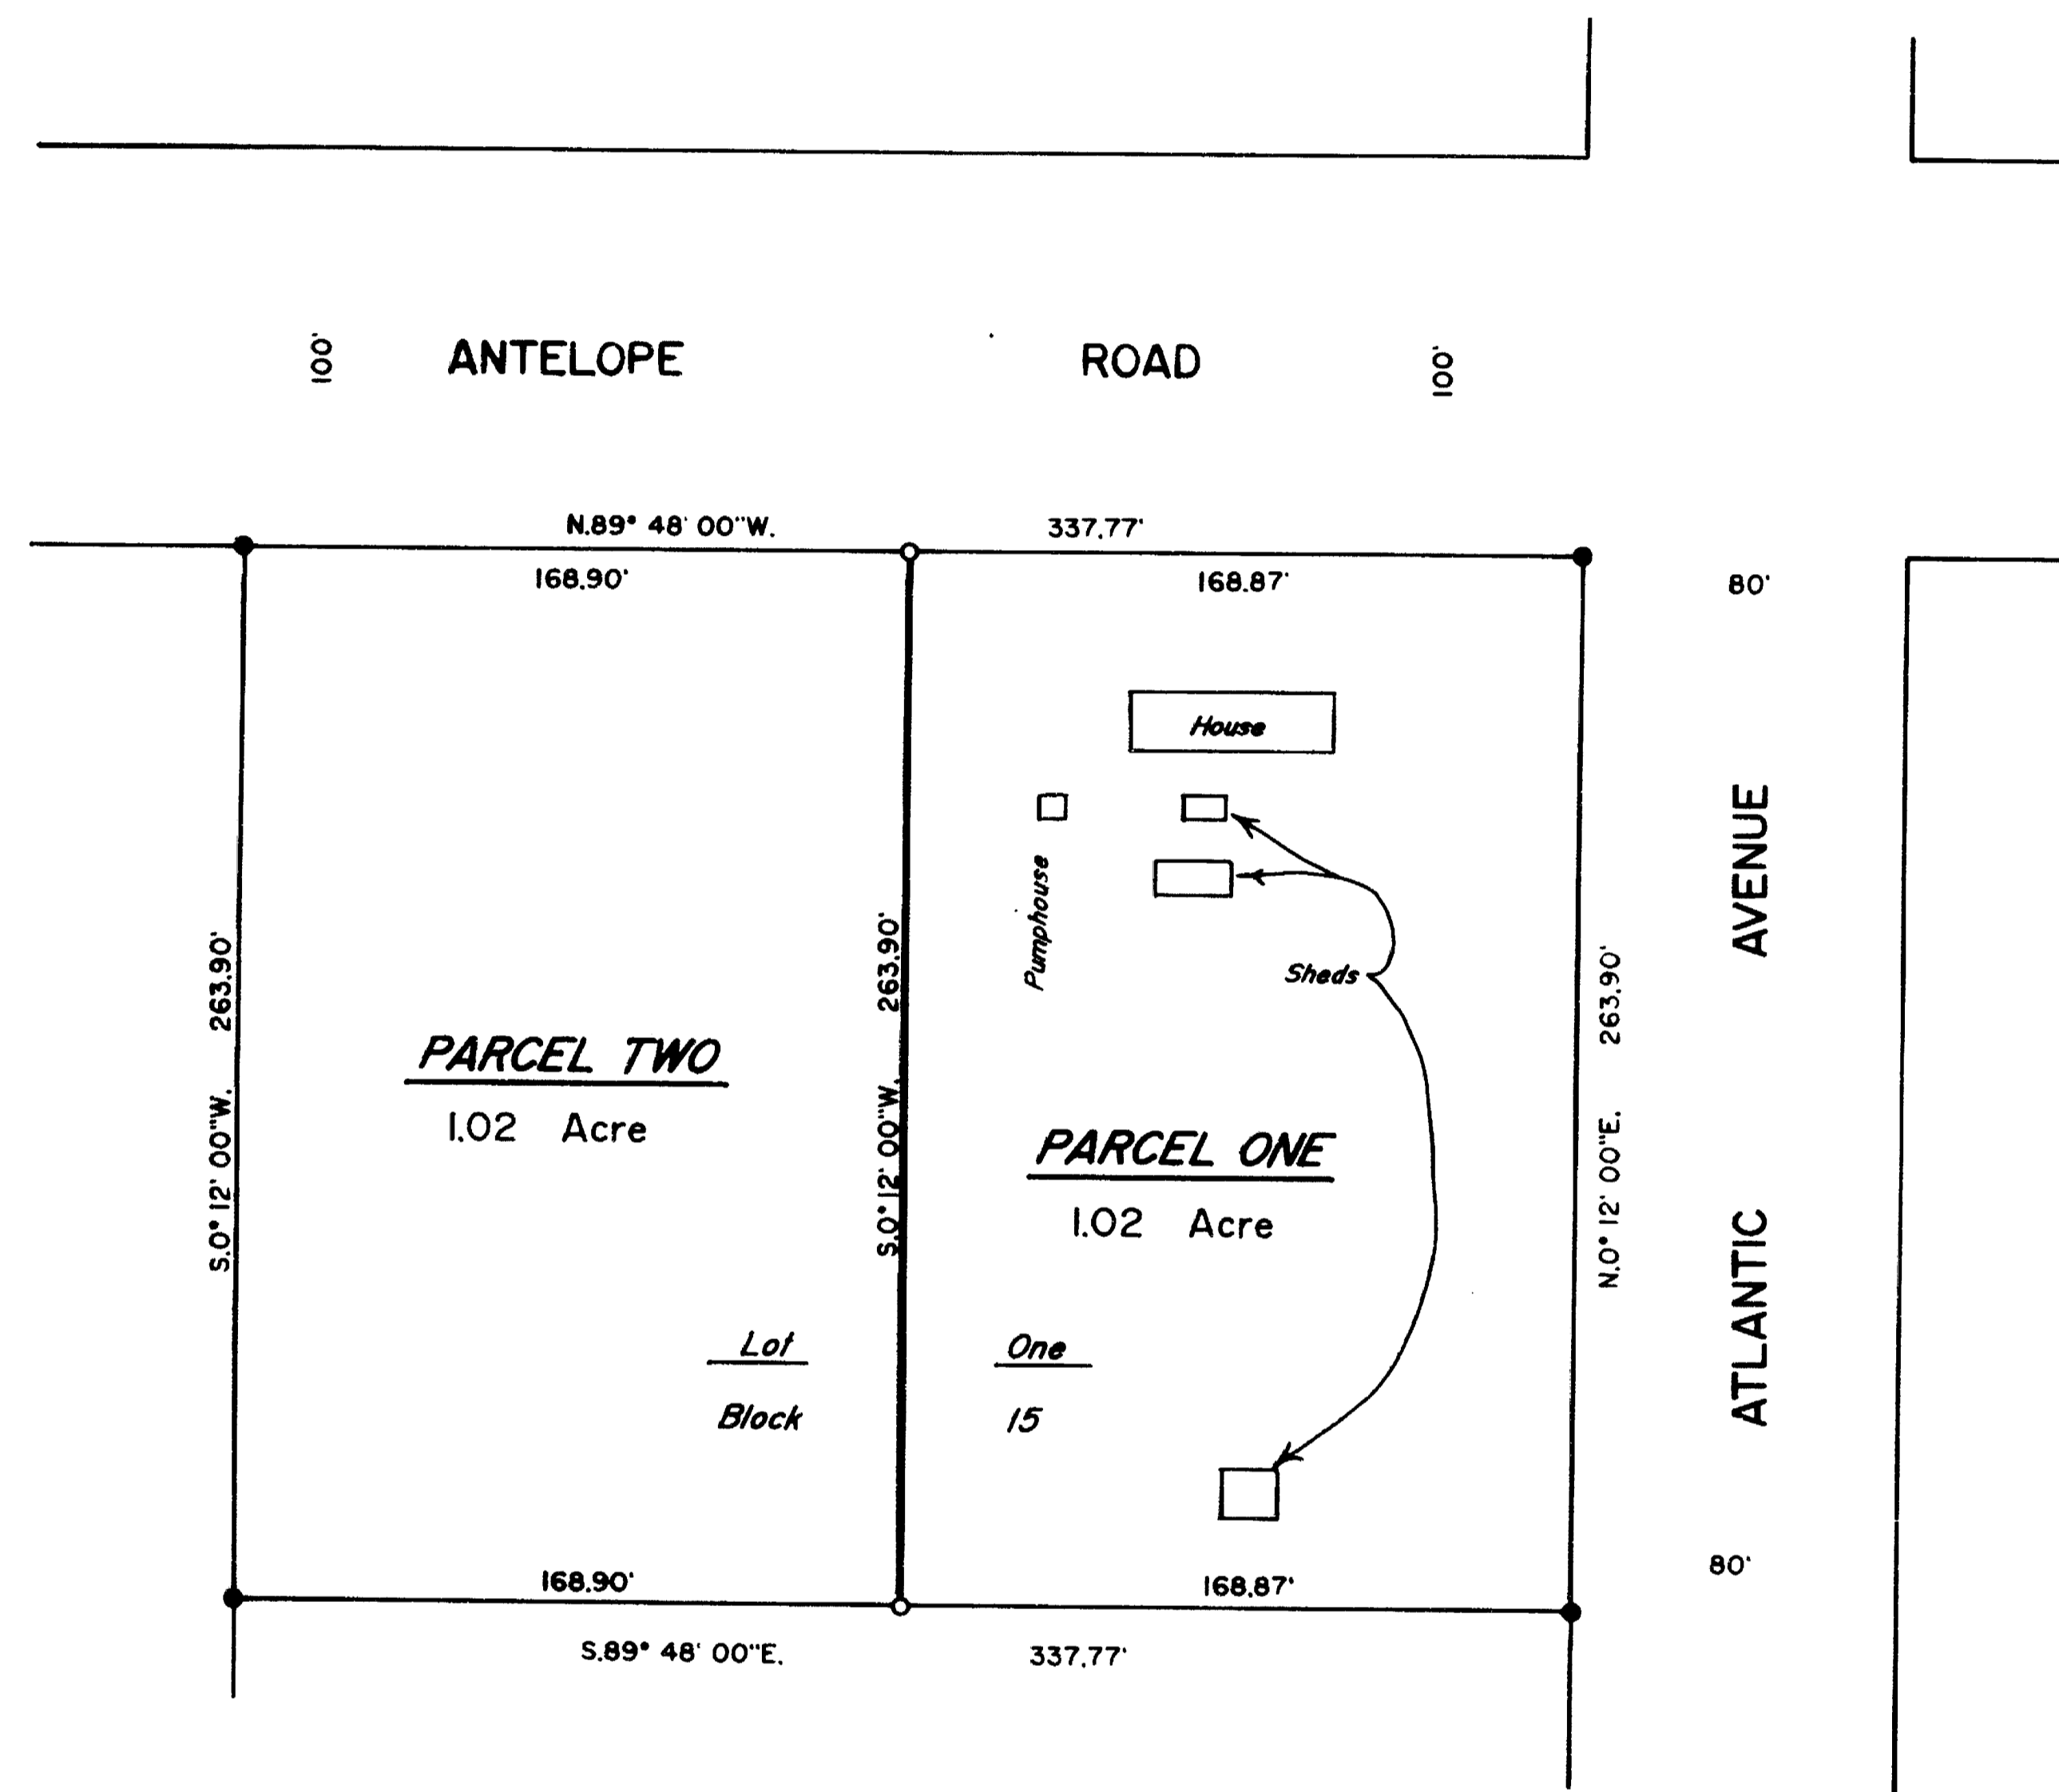 100'
ANTELOPE ROAD
100'
N.89° 48' 00"W. 337.77'
168.90'
168.87'
80'
House
Pumphouse
Sheds
S.0° 12' 00"W. 263.90'
S.0° 12' 00"W. 263.90'
N.0° 12' 00"E. 263.90'
ATLANTIC AVENUE
PARCEL TWO
1.02 Acre
PARCEL ONE
1.02 Acre
Lot One
Block 15
80'
168.90'
168.87'
S.89° 48' 00"E. 337.77'